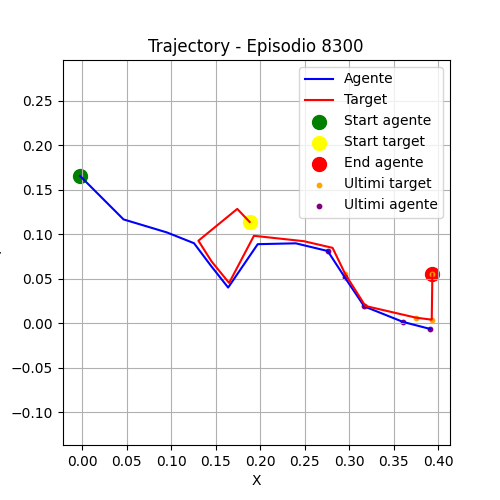 Trajectory - Episodio 8300
Agente
Target
Start agente
Start target
End agente
Ultimi target
Ultimi agente
0.25
0.20
0.15
0.10
0.05
0.00
−0.05
−0.10
0.00 0.05 0.10 0.15 0.20 0.25 0.30 0.35 0.40
X